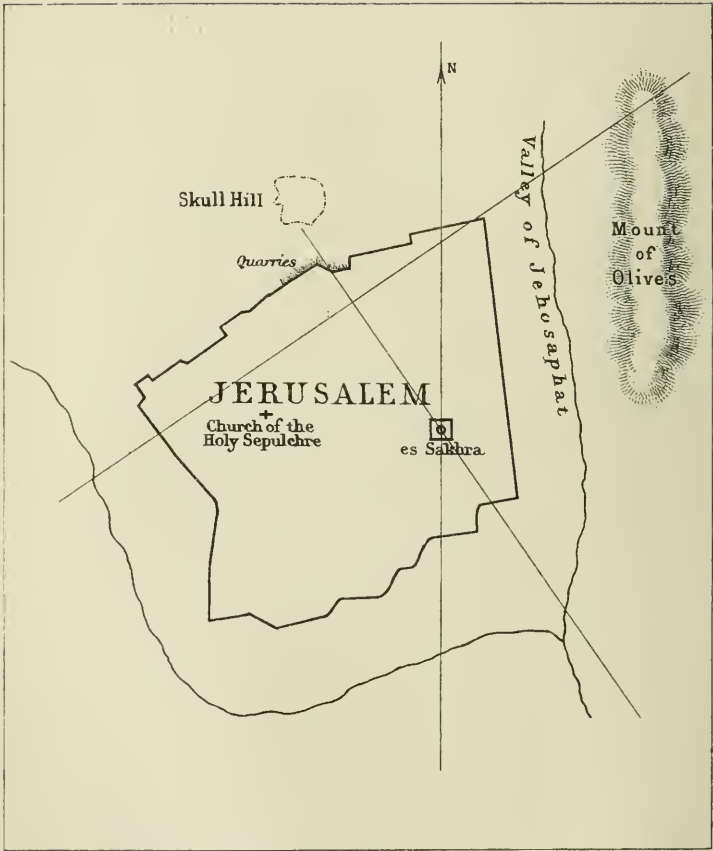 N
Skull Hill
Quarries
Valley of Jehosaphat
Mount
of
Olives
JERUSALEM
Church of the
Holy Sepulchre
es Sakhra